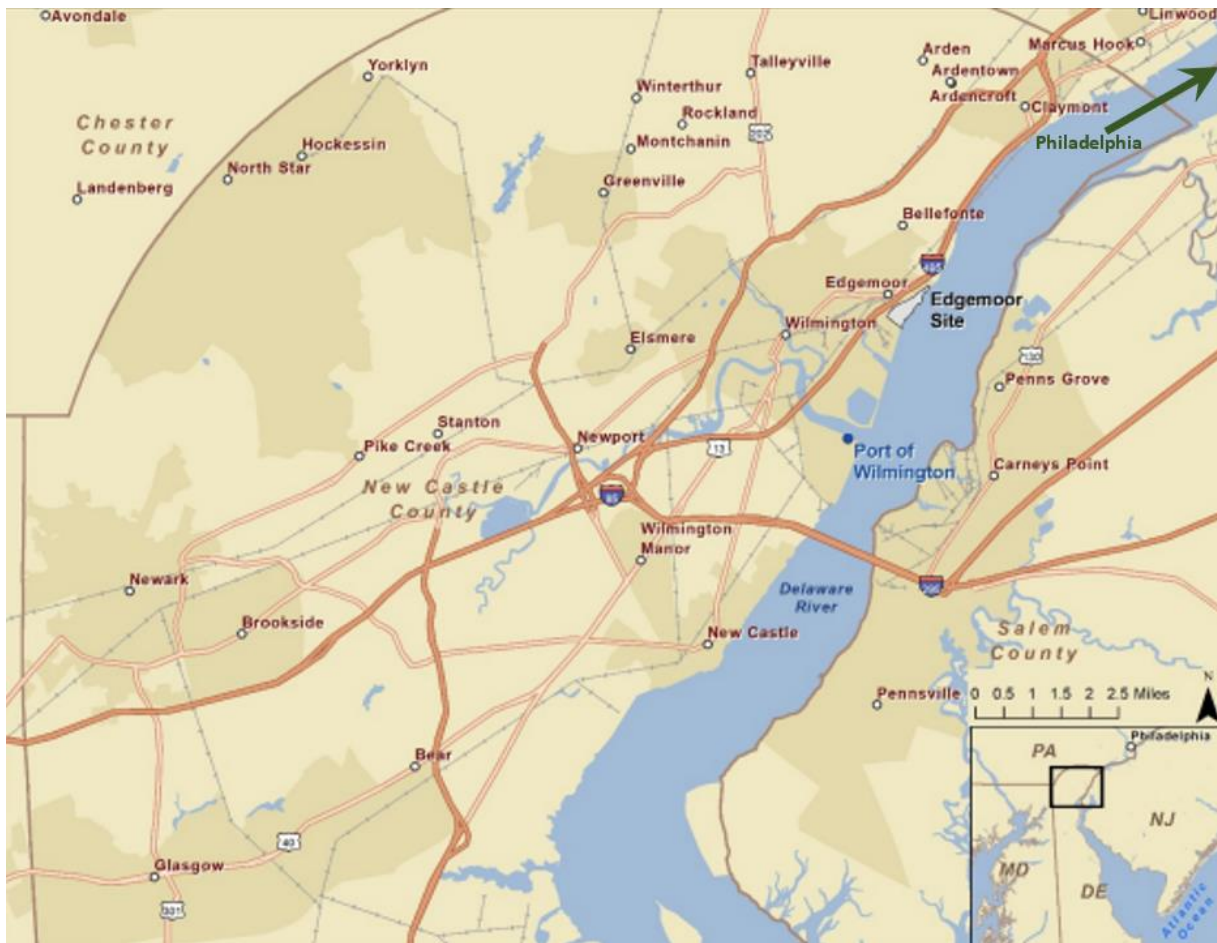 Avondale
Linwood
Marcus Hook
Arden
Talleyville
Yorklyn
Ardentown
Winterthur
Ardencroft
Claymont
Rockland
Chester
County
202
Philadelphia
Hockessin
Montchanin
North Star
Greenville
Landenberg
Bellefonte
495
Edgemoor
Edgemoor
Site
Wilmington
Elsmere
130
Penns Grove
Stanton
Newport
Pike Creek
13
Port of
Wilmington
Carneys Point
New Castle
County
95
Wilmington
Manor
Newark
Delaware
River
Brookside
New Castle
Salem
County
Pennsville
0 0.5 1 1.5 2 2.5 Miles
N
Bear
Philadelphia
PA
NJ
MD
DE
Atlantic
Ocean
40
Glasgow
301